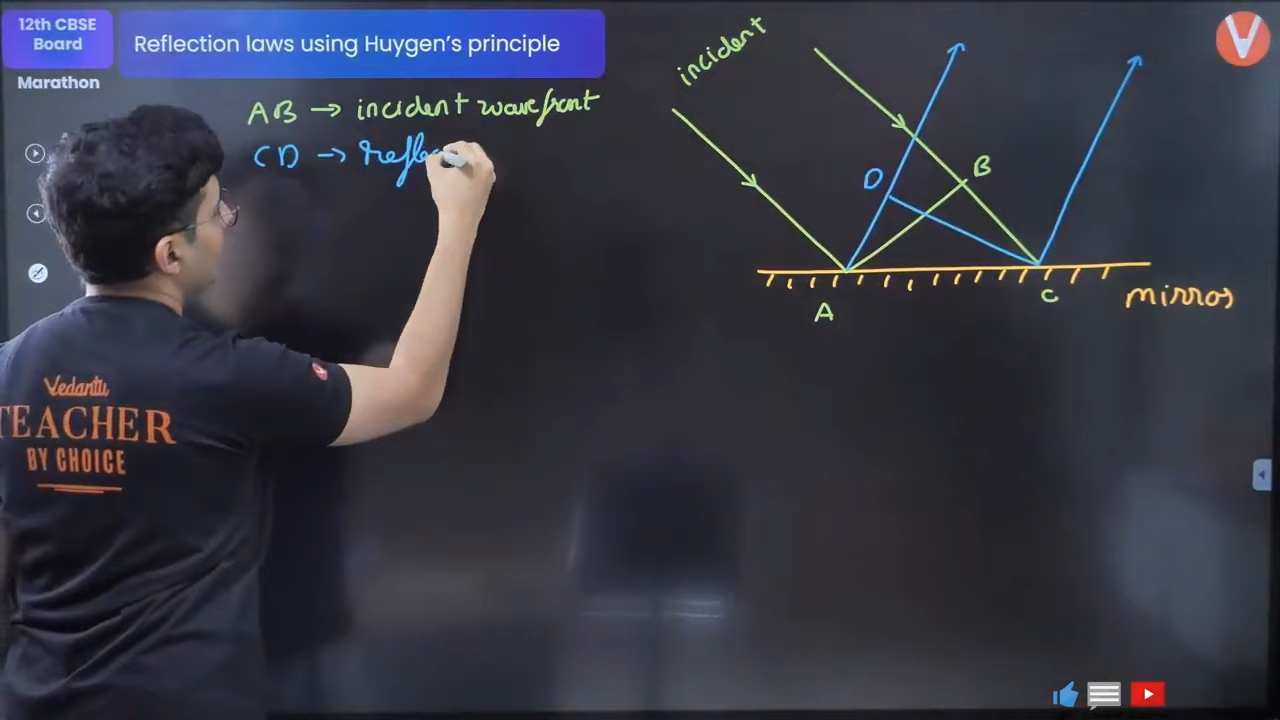 12th CBSE
Board
Marathon
Reflection laws using Huygen's principle
AB → incident wavefront
CD → Refle
incident
D
B
A
C
mirror
Vedantu
TEACHER
BY CHOICE
V